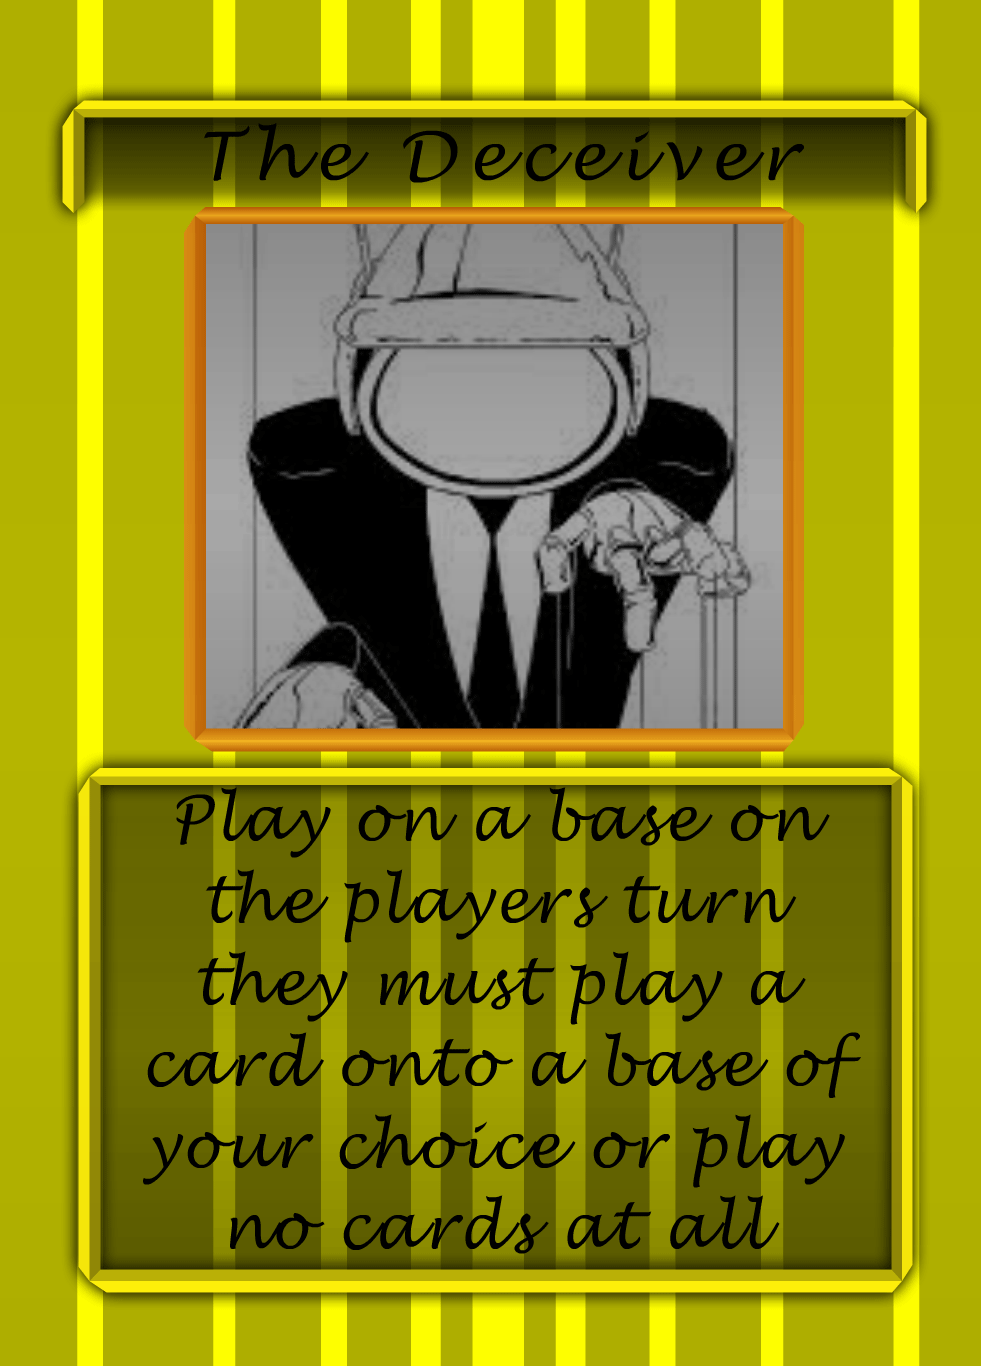 The Deceiver
Play on a base on
the players turn
they must play a
card onto a base of
your choice or play
no cards at all